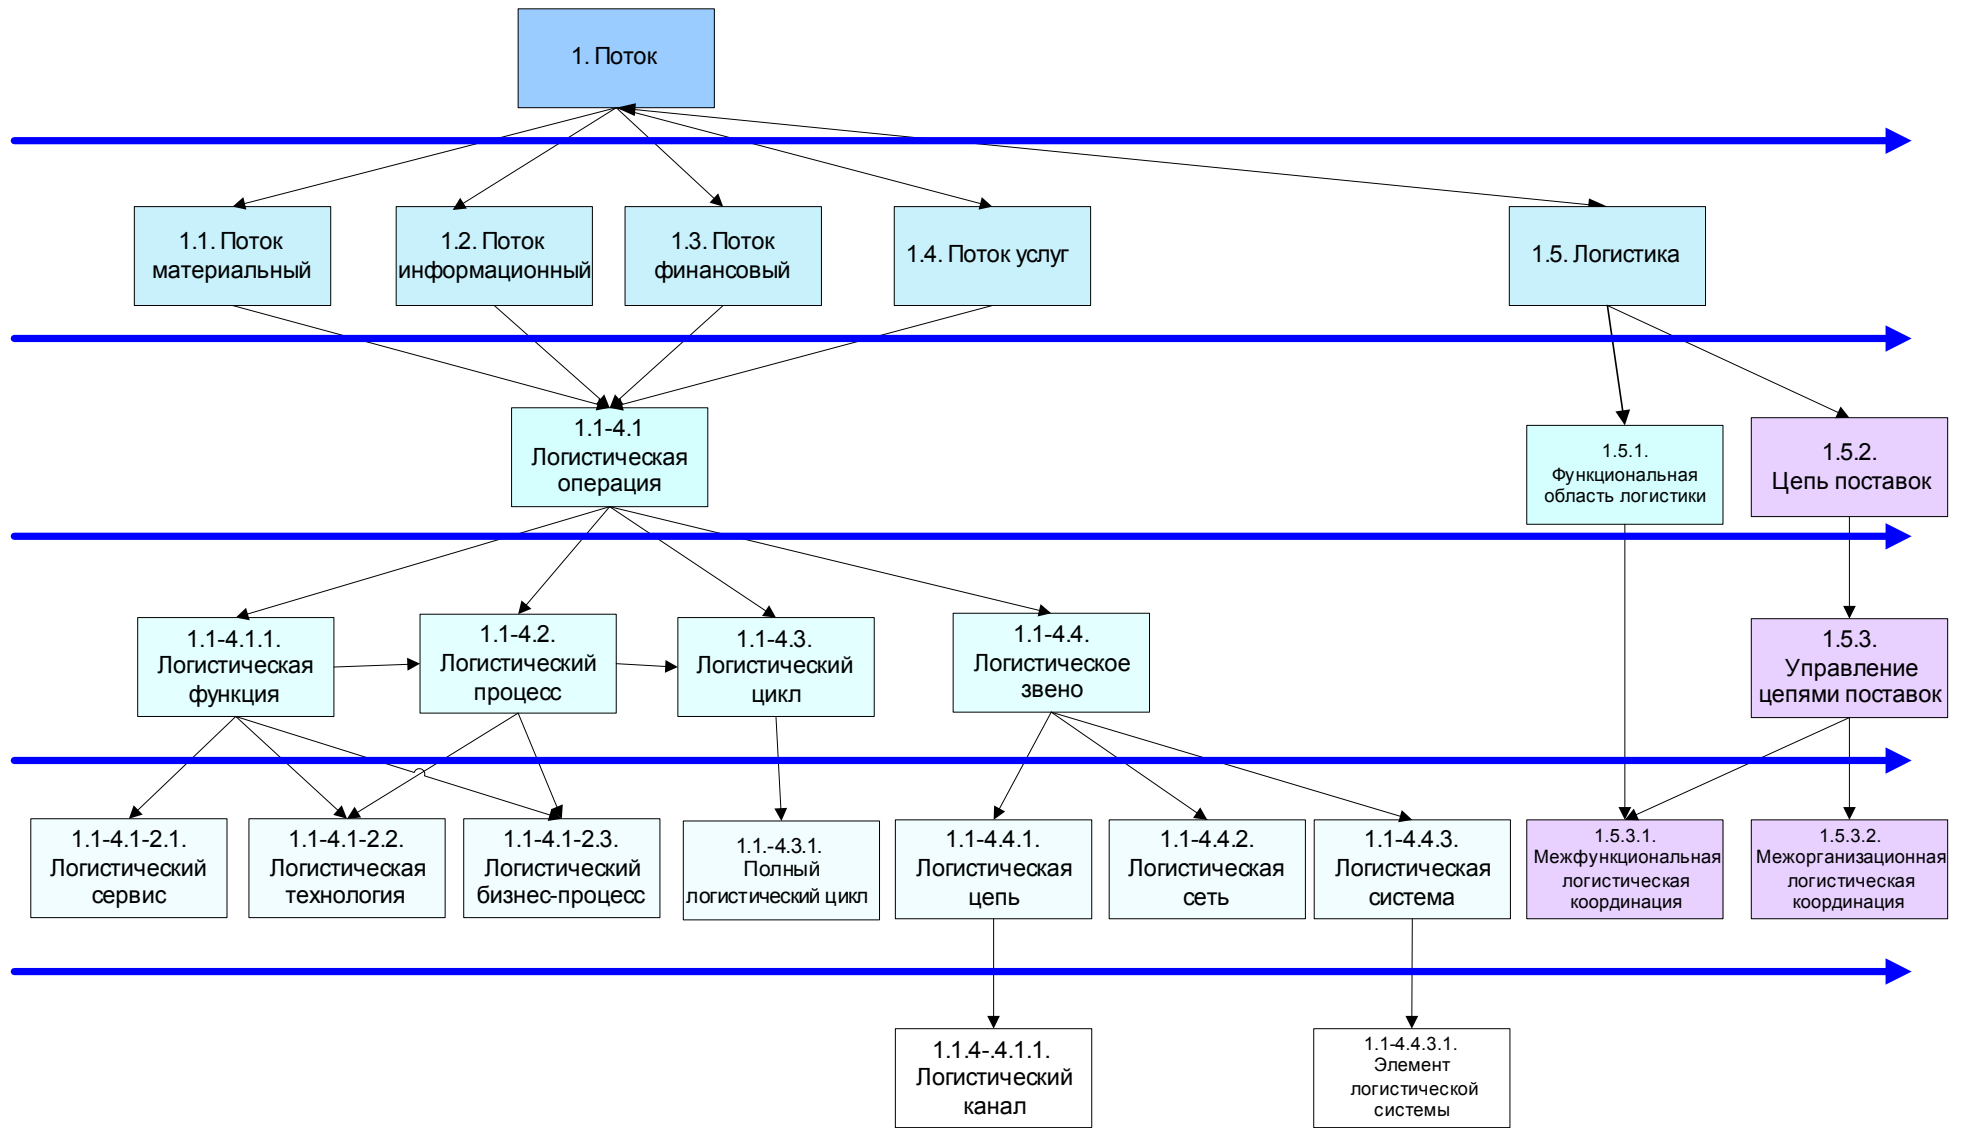 1. Поток
1.1. Поток
материальный
1.2. Поток
информационный
1.3. Поток
финансовый
1.4. Поток услуг
1.5. Логистика
1.1-4.1
Логистическая
операция
1.5.1.
Функциональная
область логистики
1.5.2.
Цепь поставок
1.1-4.1.1.
Логистическая
функция
1.1-4.2.
Логистический
процесс
1.1-4.3.
Логистический
цикл
1.1-4.4.
Логистическое
звено
1.5.3.
Управление
цепями поставок
1.1-4.1-2.1.
Логистический
сервис
1.1-4.1-2.2.
Логистическая
технология
1.1-4.1-2.3.
Логистический
бизнес-процесс
1.1.-4.3.1.
Полный
логистический цикл
1.1-4.4.1.
Логистическая
цепь
1.1-4.4.2.
Логистическая
сеть
1.1-4.4.3.
Логистическая
система
1.5.3.1.
Межфункциональная
логистическая
координация
1.5.3.2.
Межорганизационная
логистическая
координация
1.1.4-.4.1.1.
Логистический
канал
1.1-4.4.3.1.
Элемент
логистической
системы